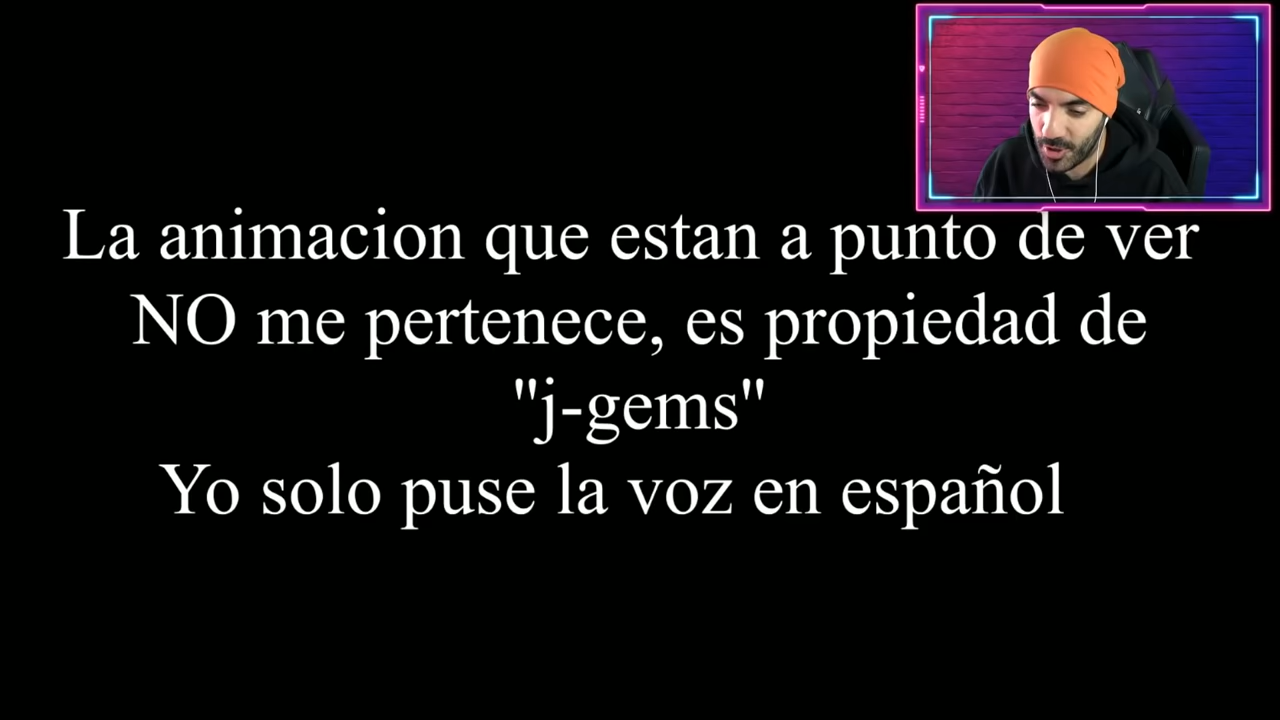 La animacion que estan a punto de ver
NO me pertenece, es propiedad de
"j-gems"
Yo solo puse la voz en español